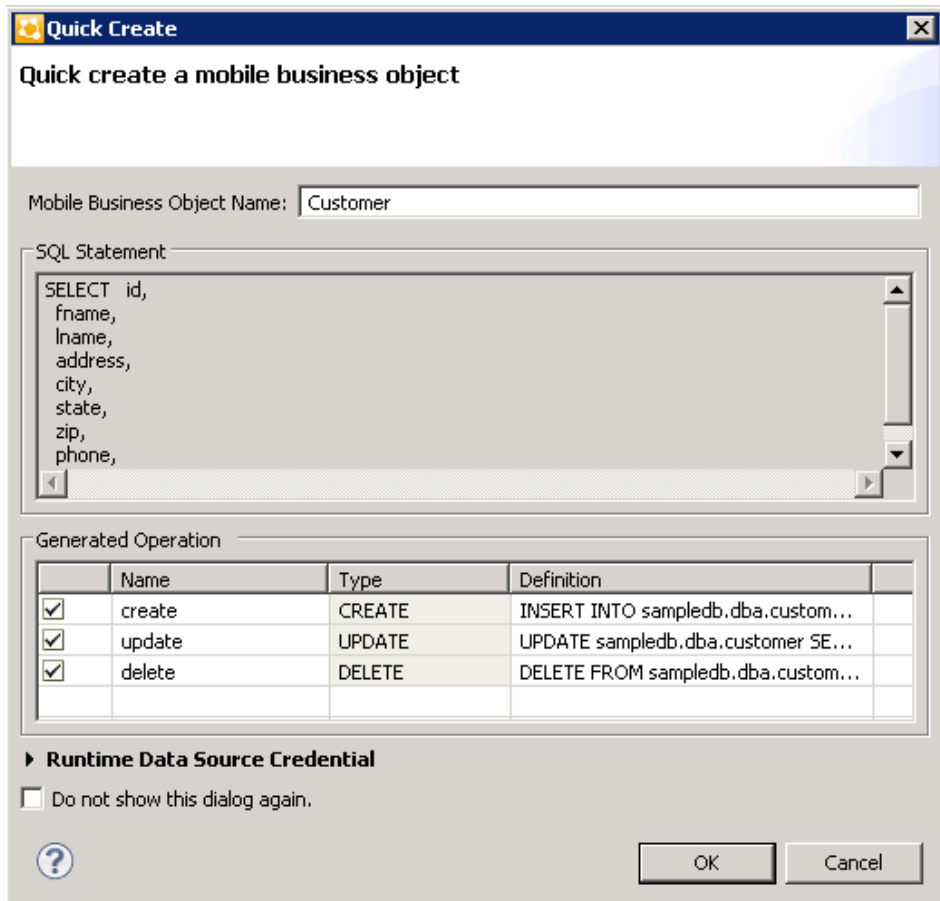 Quick Create
Quick create a mobile business object
Mobile Business Object Name: Customer
SQL Statement
SELECT id,
fname,
lname,
address,
city,
state,
zip,
phone,
Generated Operation
Name Type Definition
create CREATE INSERT INTO sampledb.dba.custom...
update UPDATE UPDATE sampledb.dba.customer SE...
delete DELETE DELETE FROM sampledb.dba.custom...
Runtime Data Source Credential
Do not show this dialog again.
? OK Cancel